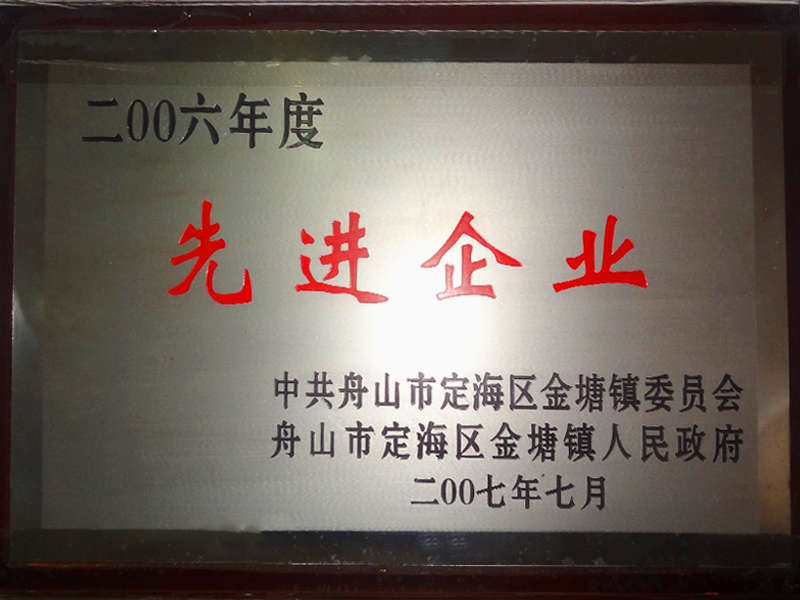 二00六年度
先进企业
中共舟山市定海区金塘镇委员会
舟山市定海区金塘镇人民政府
二00七年七月